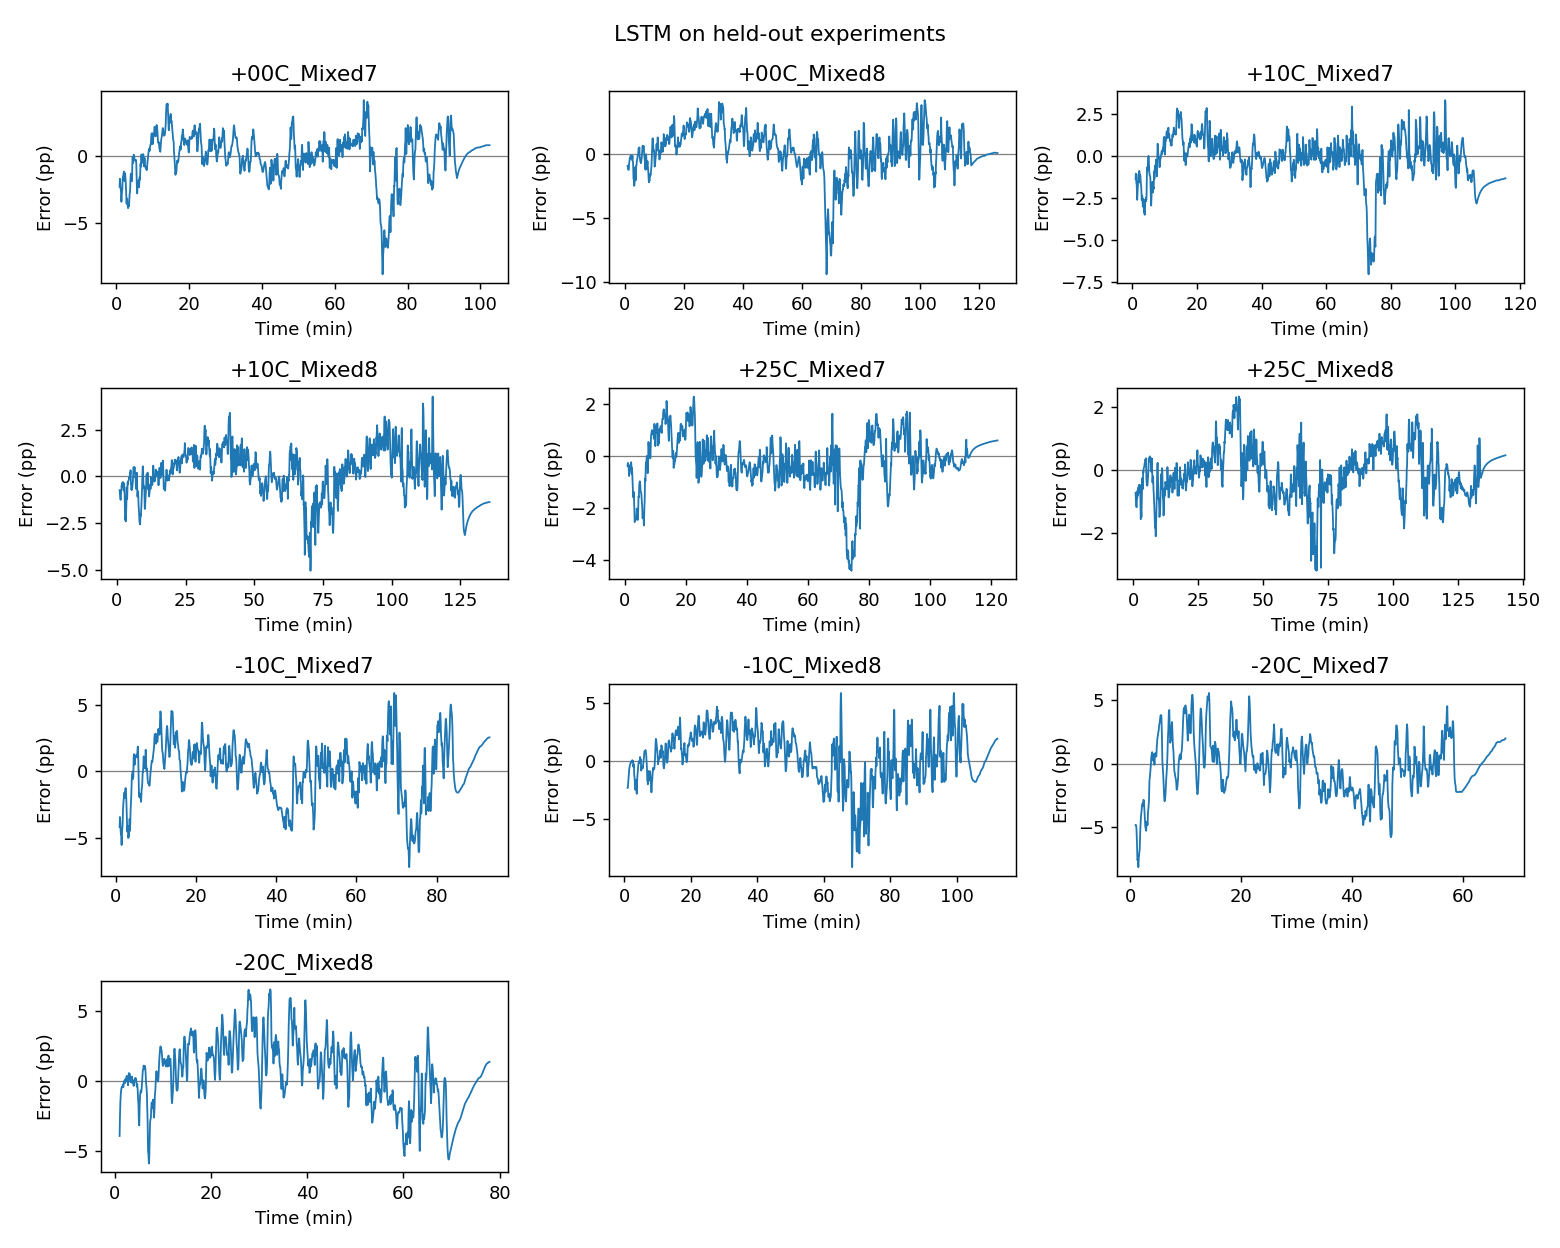 LSTM on held-out experiments
+00C_Mixed7
+00C_Mixed8
+10C_Mixed7
Error (pp)
0
−5
0 20 40 60 80 100
Time (min)
Error (pp)
0
−5
−10
0 20 40 60 80 100 120
Time (min)
Error (pp)
2.5
0.0
−2.5
−5.0
−7.5
0 20 40 60 80 100 120
Time (min)
+10C_Mixed8
+25C_Mixed7
+25C_Mixed8
Error (pp)
2.5
0.0
−2.5
−5.0
0 25 50 75 100 125
Time (min)
Error (pp)
2
0
−2
−4
0 20 40 60 80 100 120
Time (min)
Error (pp)
2
0
−2
0 25 50 75 100 125 150
Time (min)
-10C_Mixed7
-10C_Mixed8
-20C_Mixed7
Error (pp)
5
0
−5
0 20 40 60 80
Time (min)
Error (pp)
5
0
−5
0 20 40 60 80 100
Time (min)
Error (pp)
5
0
−5
0 20 40 60
Time (min)
-20C_Mixed8
Error (pp)
5
0
−5
0 20 40 60 80
Time (min)